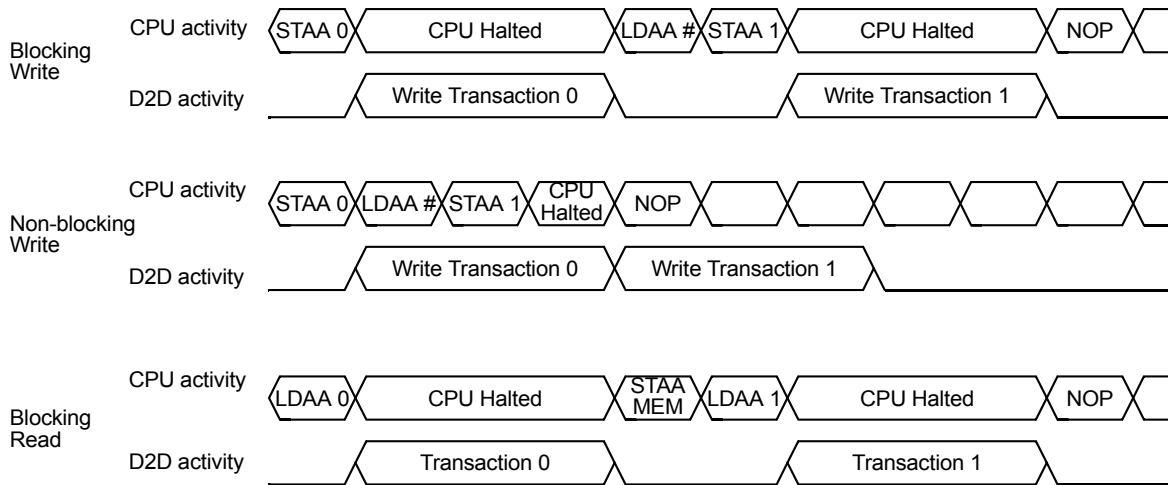 Blocking
Write
CPU activity
STAA 0
CPU Halted
LDAA #
STAA 1
CPU Halted
NOP
D2D activity
Write Transaction 0
Write Transaction 1
Non-blocking
Write
CPU activity
STAA 0
LDAA #
STAA 1
CPU
Halted
NOP
D2D activity
Write Transaction 0
Write Transaction 1
Blocking
Read
CPU activity
LDAA 0
CPU Halted
STAA
MEM
LDAA 1
CPU Halted
NOP
D2D activity
Transaction 0
Transaction 1